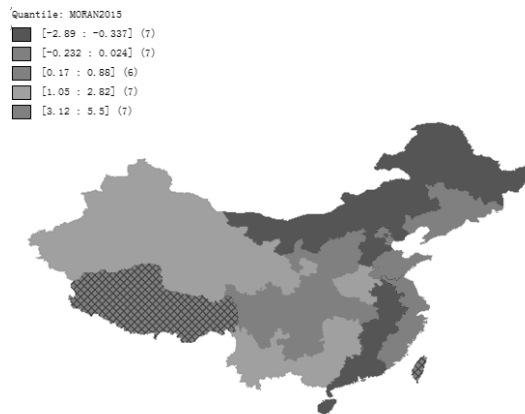 Quantile: MORAN2015
[-2.89 : -0.337] (7)
[-0.232 : 0.024] (7)
[0.17 : 0.88] (6)
[1.05 : 2.82] (7)
[3.12 : 5.5] (7)